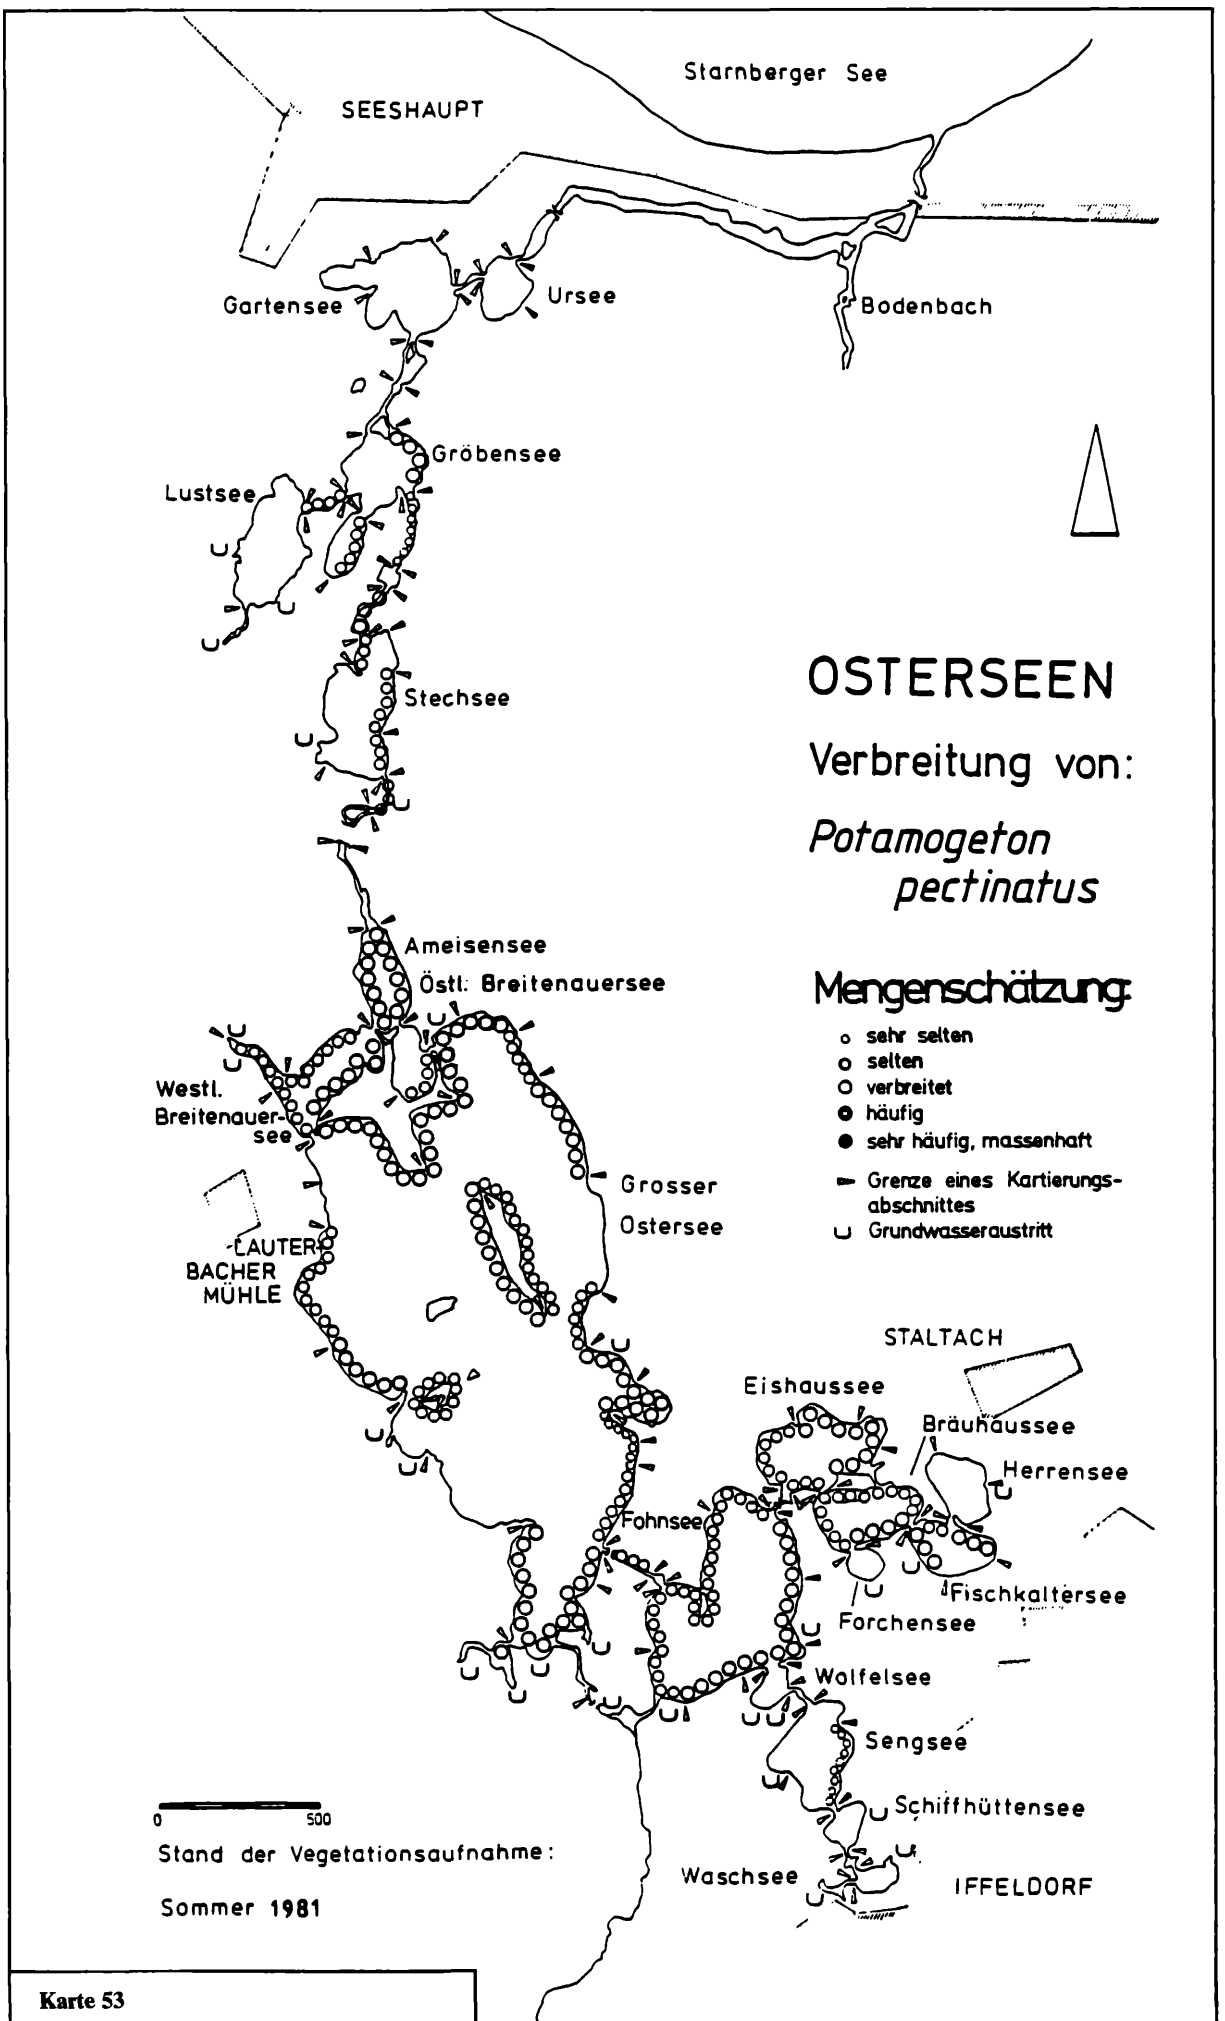 Starnberger See
SEESHAUPT
Gartensee
Ursee
Bodenbach
Gröbensee
Lustsee
Stechsee
OSTERSEEN
Verbreitung von:
Potamogeton
pectinatus
Ameisensee
Östl. Breitenauersee
Mengenschätzung:
sehr selten
selten
verbreitet
häufig
sehr häufig, massenhaft
Grenze eines Kartierungs-
abschnittes
Grundwasseraustritt
Westl.
Breitenauer-
see
Grosser
Ostersee
LAUTER-
BACHER
MÜHLE
STALTACH
Eishaussee
Bräuhaussee
Herrensee
Fohnsee
Fischkaltersee
Forchensee
Wolfelsee
Sengsee
Schiffhüttensee
Waschsee
IFFELDORF
0 500
Stand der Vegetationsaufnahme:
Sommer 1981
Karte 53